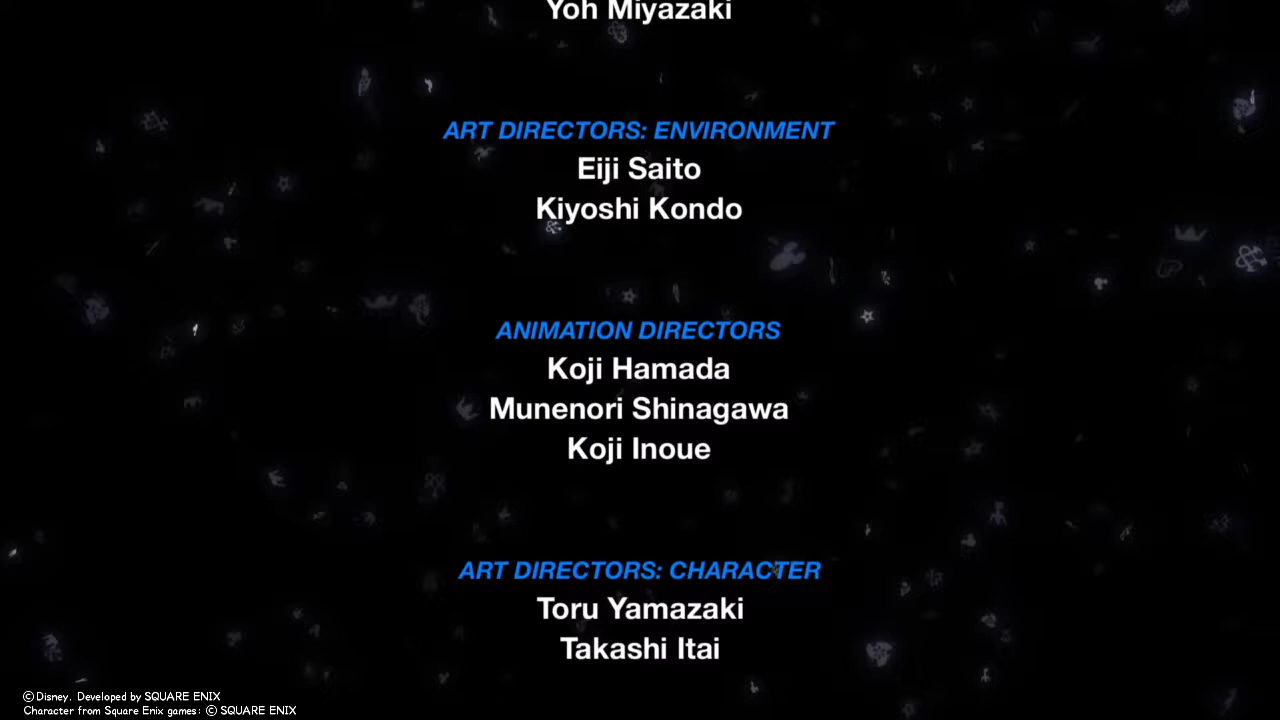 Yoh Miyazaki
ART DIRECTORS: ENVIRONMENT
Eiji Saito
Kiyoshi Kondo
ANIMATION DIRECTORS
Koji Hamada
Munenori Shinagawa
Koji Inoue
ART DIRECTORS: CHARACTER
Toru Yamazaki
Takashi Itai
©Disney. Developed by SQUARE ENIX
Character from Square Enix games: © SQUARE ENIX